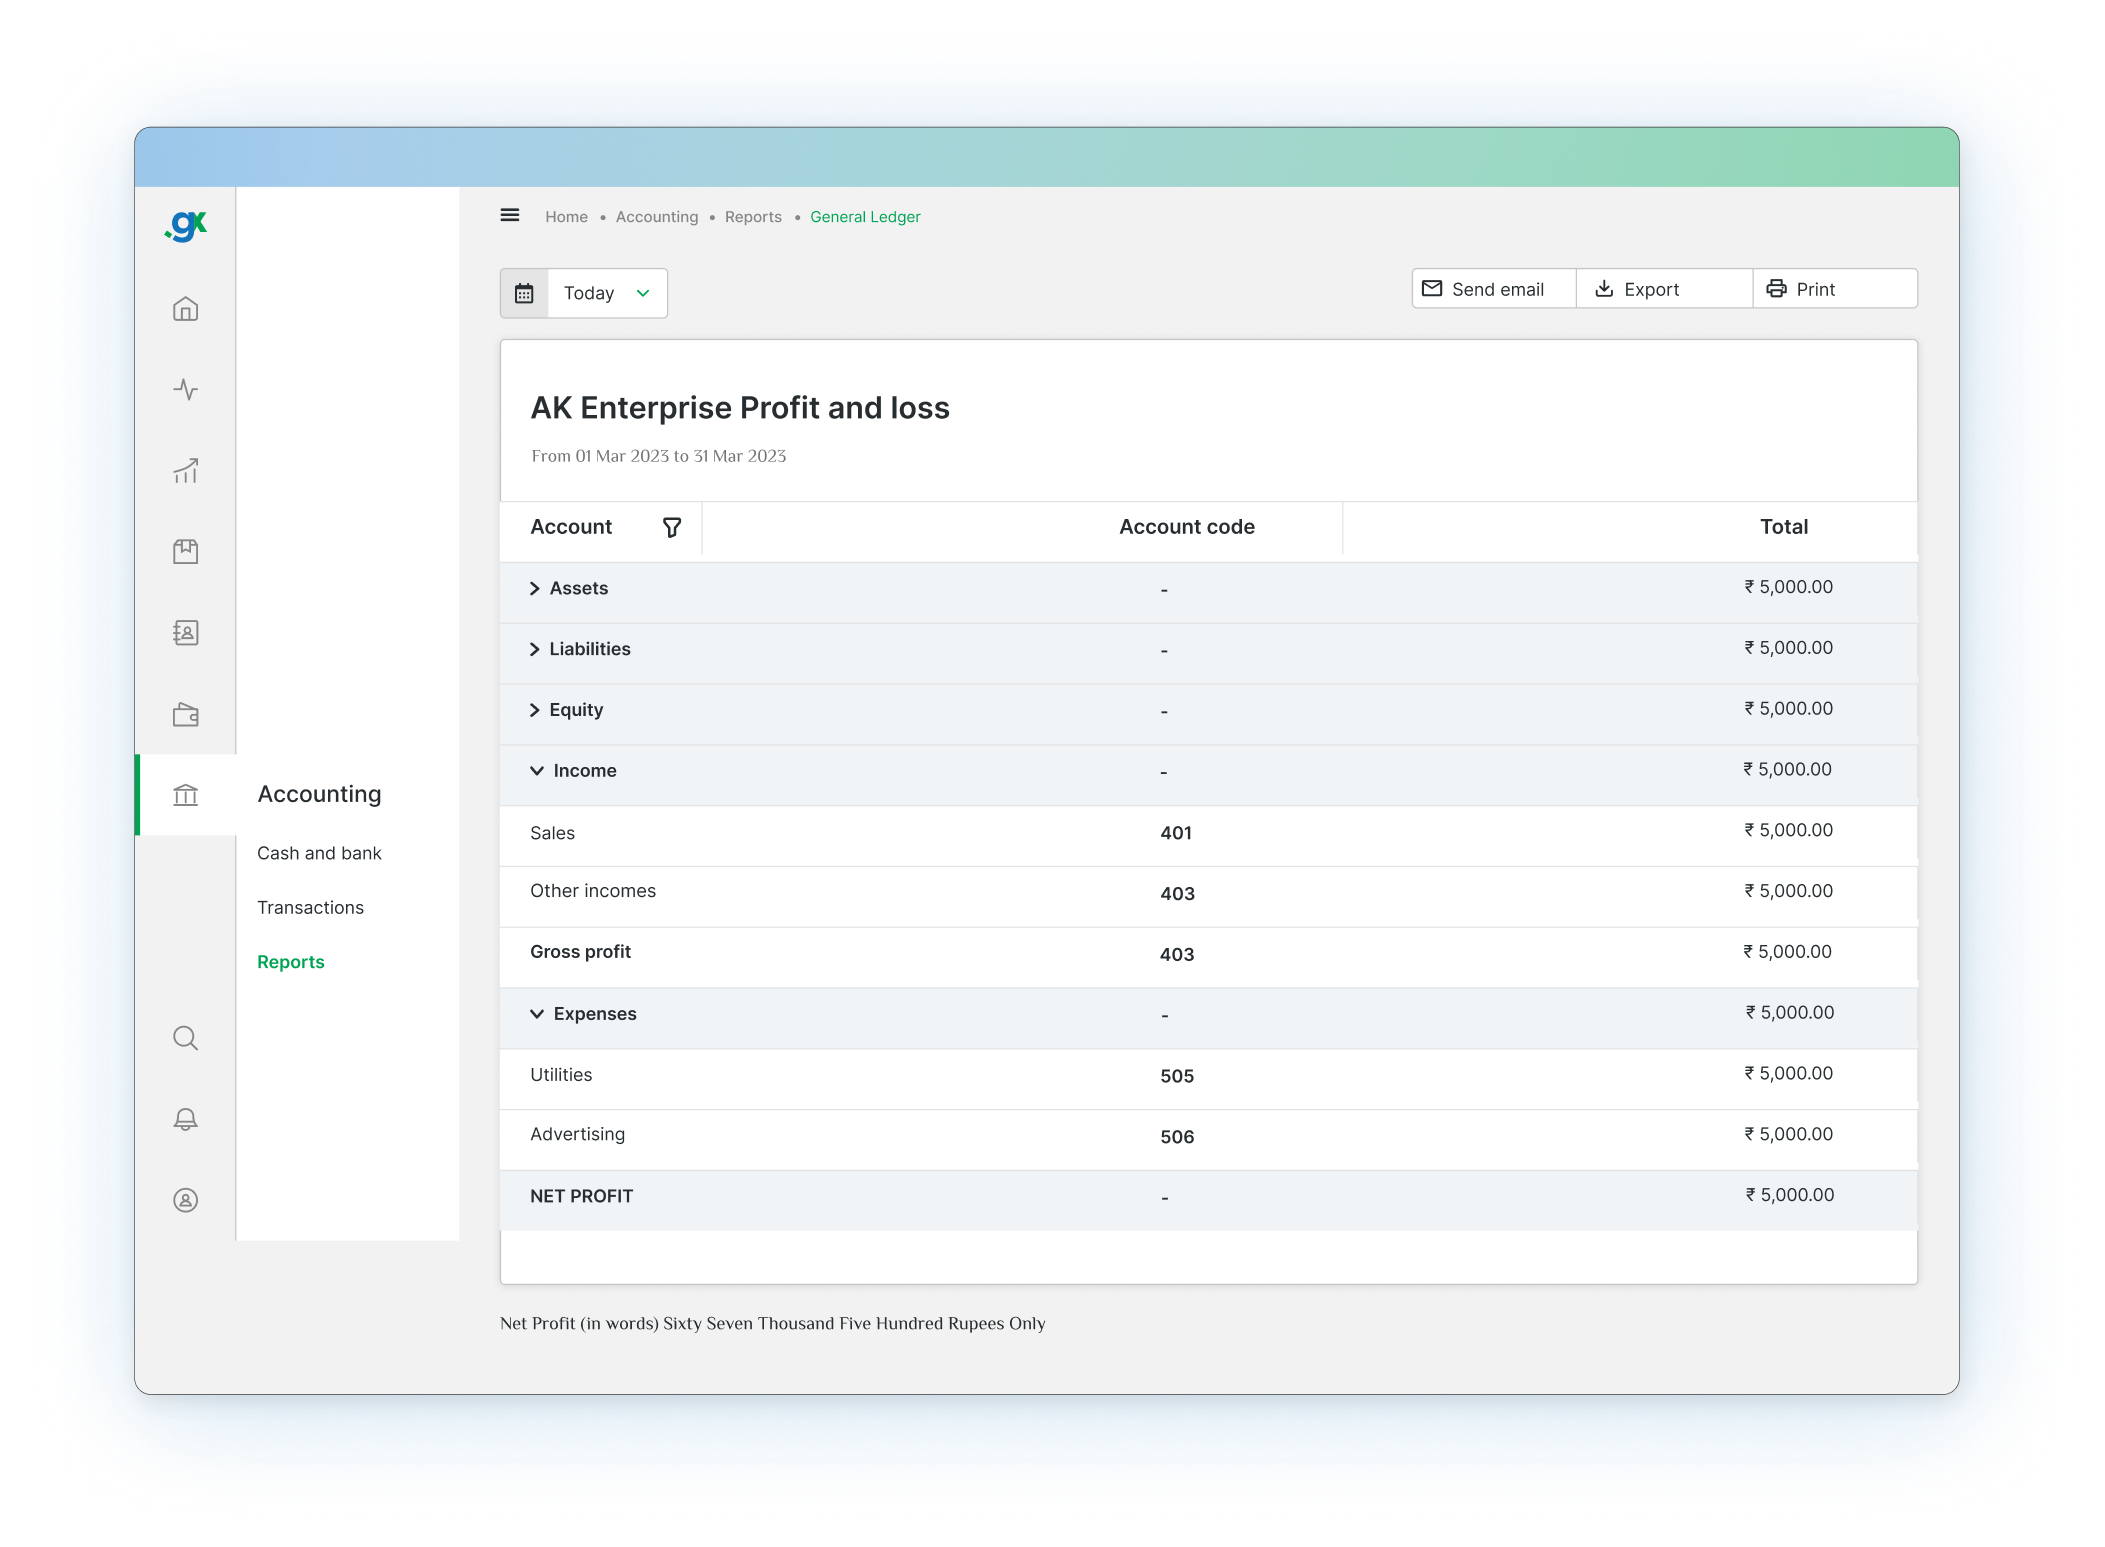 .gx
Home • Accounting • Reports • General Ledger
Today
Send email Export Print
AK Enterprise Profit and loss
From 01 Mar 2023 to 31 Mar 2023
Account Account code Total
Assets - ₹ 5,000.00
Liabilities - ₹ 5,000.00
Equity - ₹ 5,000.00
Income - ₹ 5,000.00
Sales 401 ₹ 5,000.00
Other incomes 403 ₹ 5,000.00
Gross profit 403 ₹ 5,000.00
Expenses - ₹ 5,000.00
Utilities 505 ₹ 5,000.00
Advertising 506 ₹ 5,000.00
NET PROFIT - ₹ 5,000.00
Net Profit (in words) Sixty Seven Thousand Five Hundred Rupees Only
Accounting
Cash and bank
Transactions
Reports